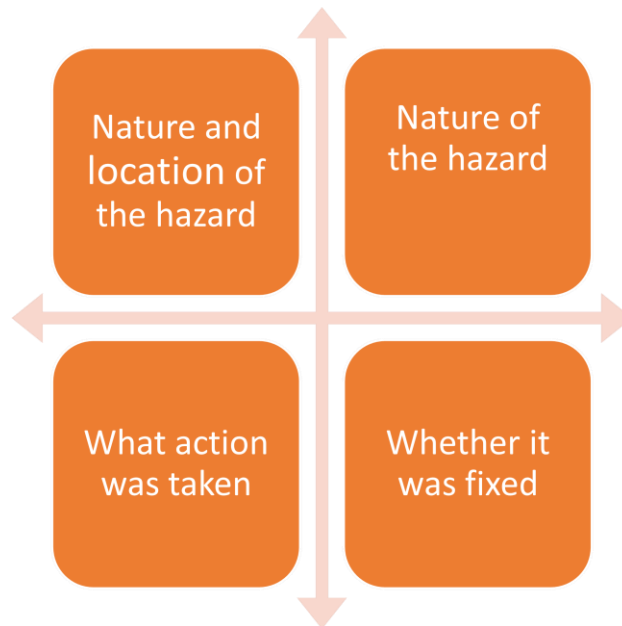 Nature and
location of
the hazard
Nature of
the hazard
What action
was taken
Whether it
was fixed